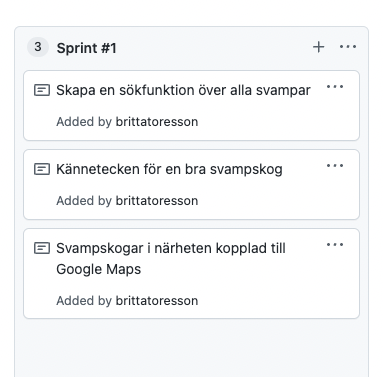 3 Sprint #1
Skapa en sökfunktion över alla svampar
Added by brittatoresson
Kännetecken för en bra svampskog
Added by brittatoresson
Svampskogar i närheten kopplad till
Google Maps
Added by brittatoresson